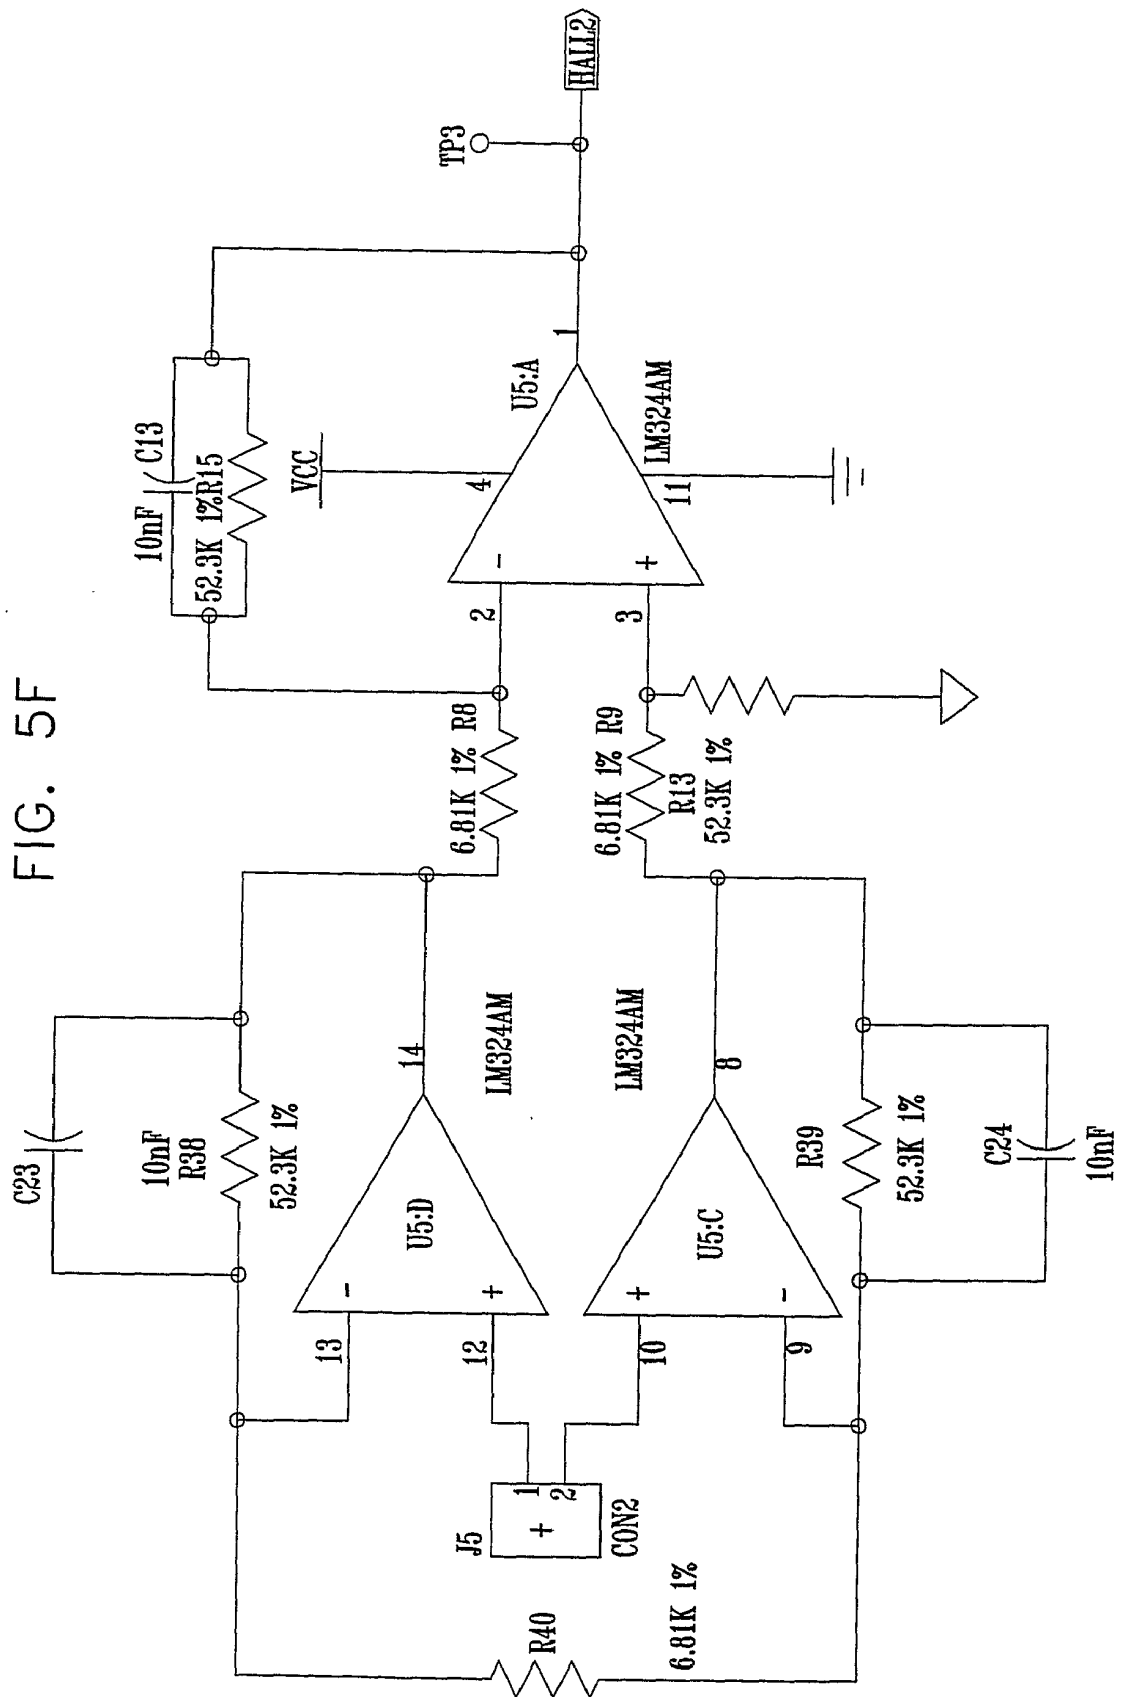 FIG. 5F
C23
10nF
R38
52.3K 1%
13
12
14
U5:D
-
+
LM324AM
J5
+
1
2
CON2
R40
6.81K 1%
10
9
8
U5:C
+
-
LM324AM
R39
52.3K 1%
C24
10nF
6.81K 1% R8
6.81K 1% R9
R13
52.3K 1%
10nF C13
52.3K 1%R15
VCC
4
2
3
-
+
11
1
U5:A
LM324AM
TP3
HALL2